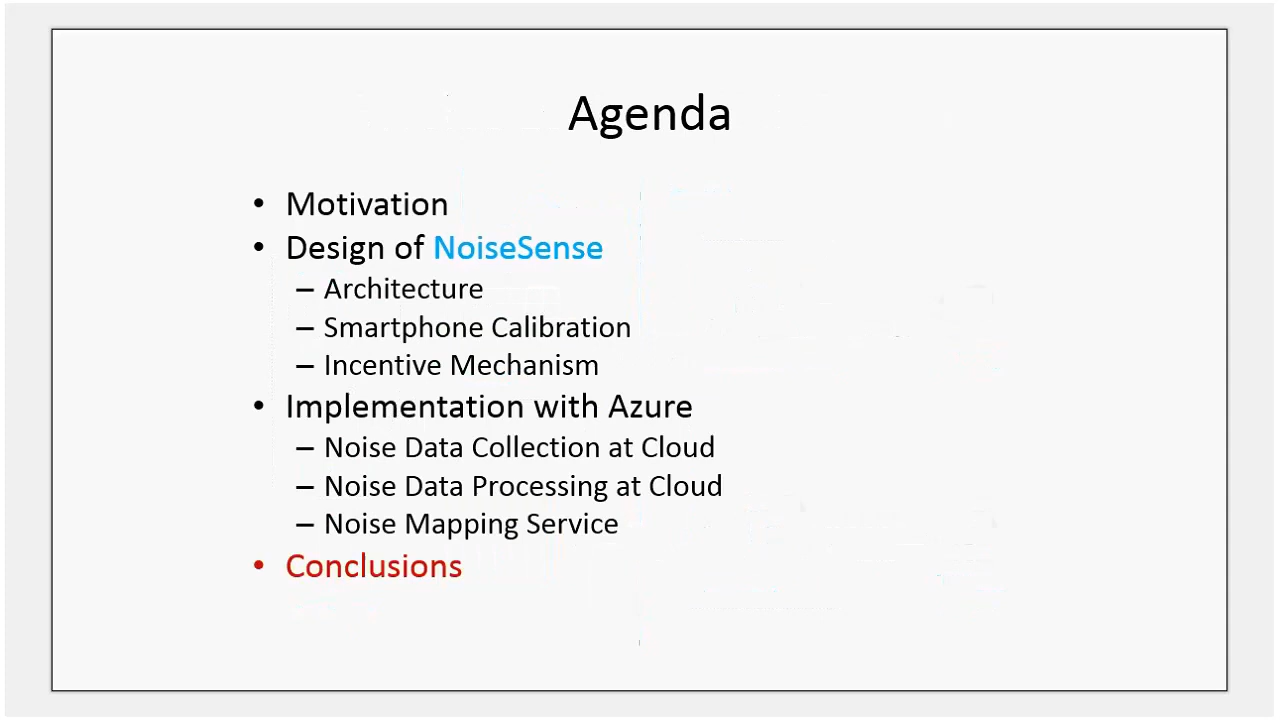 Agenda
• Motivation
• Design of NoiseSense
– Architecture
– Smartphone Calibration
– Incentive Mechanism
• Implementation with Azure
– Noise Data Collection at Cloud
– Noise Data Processing at Cloud
– Noise Mapping Service
• Conclusions